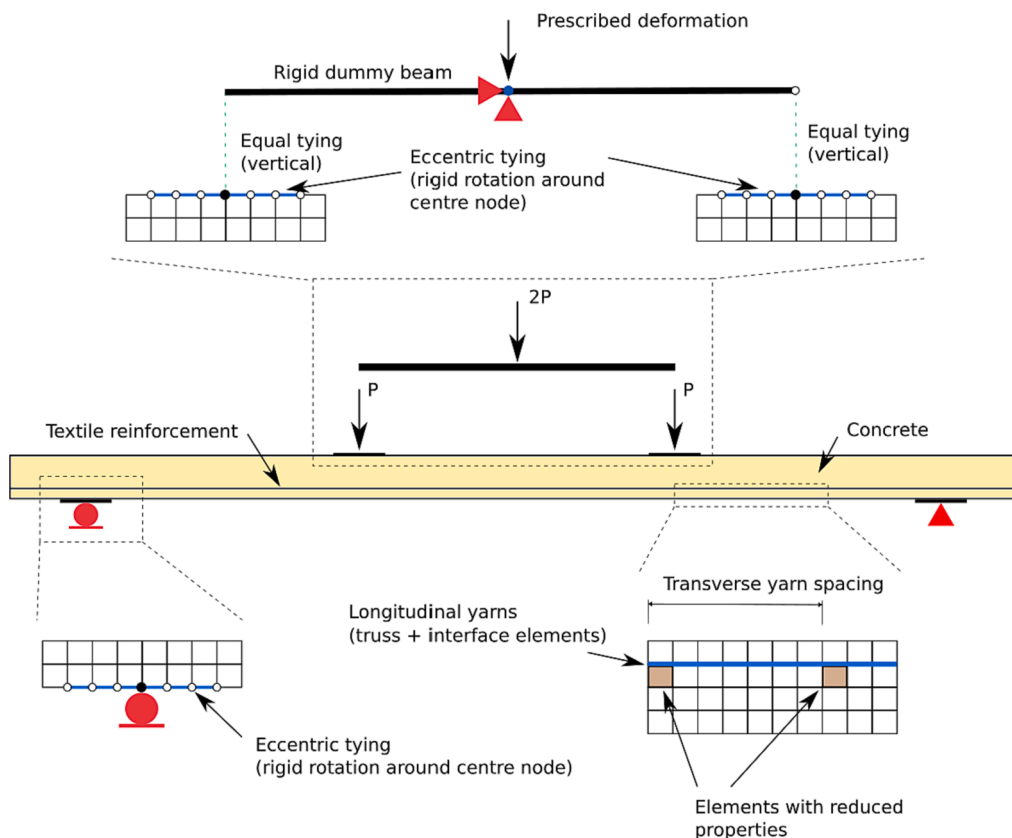 Prescribed deformation
Rigid dummy beam
Equal tying
(vertical)
Eccentric tying
(rigid rotation around
centre node)
Equal tying
(vertical)
2P
P
P
Textile reinforcement
Concrete
Transverse yarn spacing
Longitudinal yarns
(truss + interface elements)
Eccentric tying
(rigid rotation around centre node)
Elements with reduced
properties